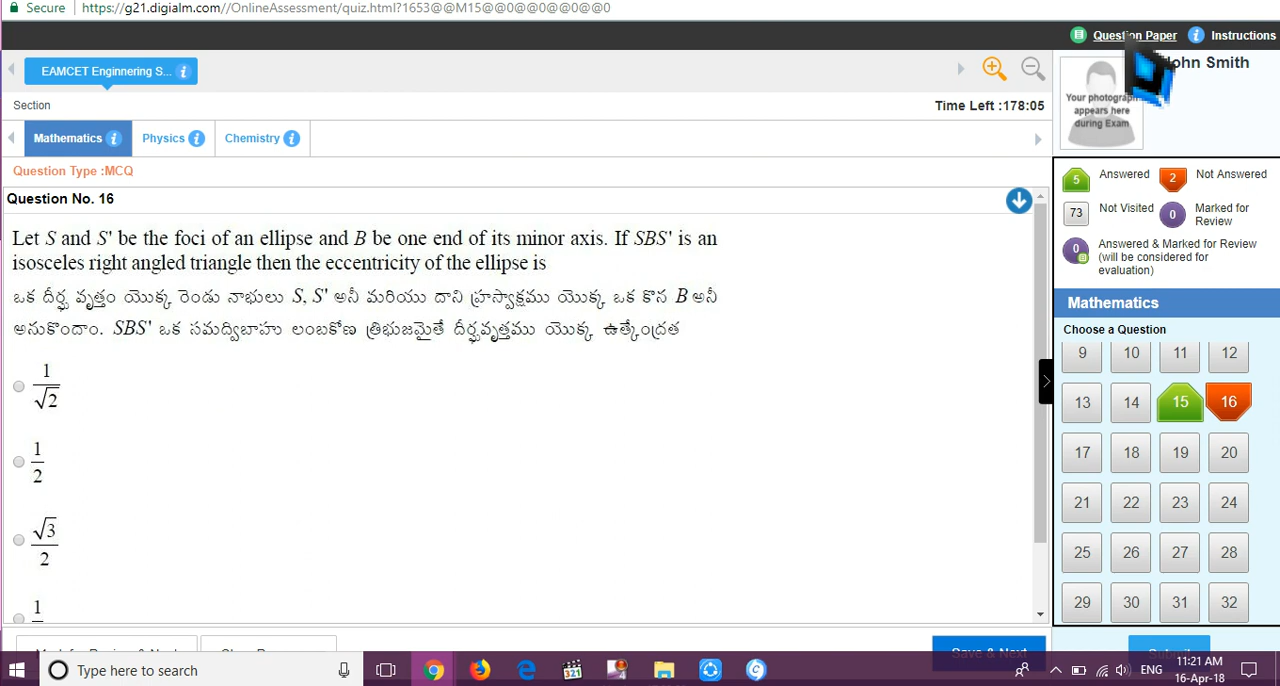 Secure https://g21.digialm.com//OnlineAssessment/quiz.html?1653@@M15@@0@@0@@0@@0
Question Paper Instructions
EAMCET Enginnering S...
John Smith
Your photograph
appears here
during Exam
Section
Time Left :178:05
Mathematics Physics Chemistry
Question Type :MCQ
5 Answered 2 Not Answered
73 Not Visited 0 Marked for
Review
0 Answered & Marked for Review
(will be considered for
evaluation)
Question No. 16
Let S and S' be the foci of an ellipse and B be one end of its minor axis. If SBS' is an
isosceles right angled triangle then the eccentricity of the ellipse is
ఒక దీర్ఘ వృత్తం యొక్క రెండు నాభులు S, S' అనీ మరియు దాని హ్రస్వాక్షము యొక్క ఒక కొన B అనీ
అనుకొందాం. SBS' ఒక సమద్విబాహు లంబకోణ త్రిభుజమైతే దీర్ఘవృత్తము యొక్క ఉత్కేంద్రత
1
√2
1
2
√3
2
1
Mathematics
Choose a Question
9 10 11 12
13 14 15 16
17 18 19 20
21 22 23 24
25 26 27 28
29 30 31 32
Save & Next
Submit
Type here to search
321
ENG
11:21 AM
16-Apr-18